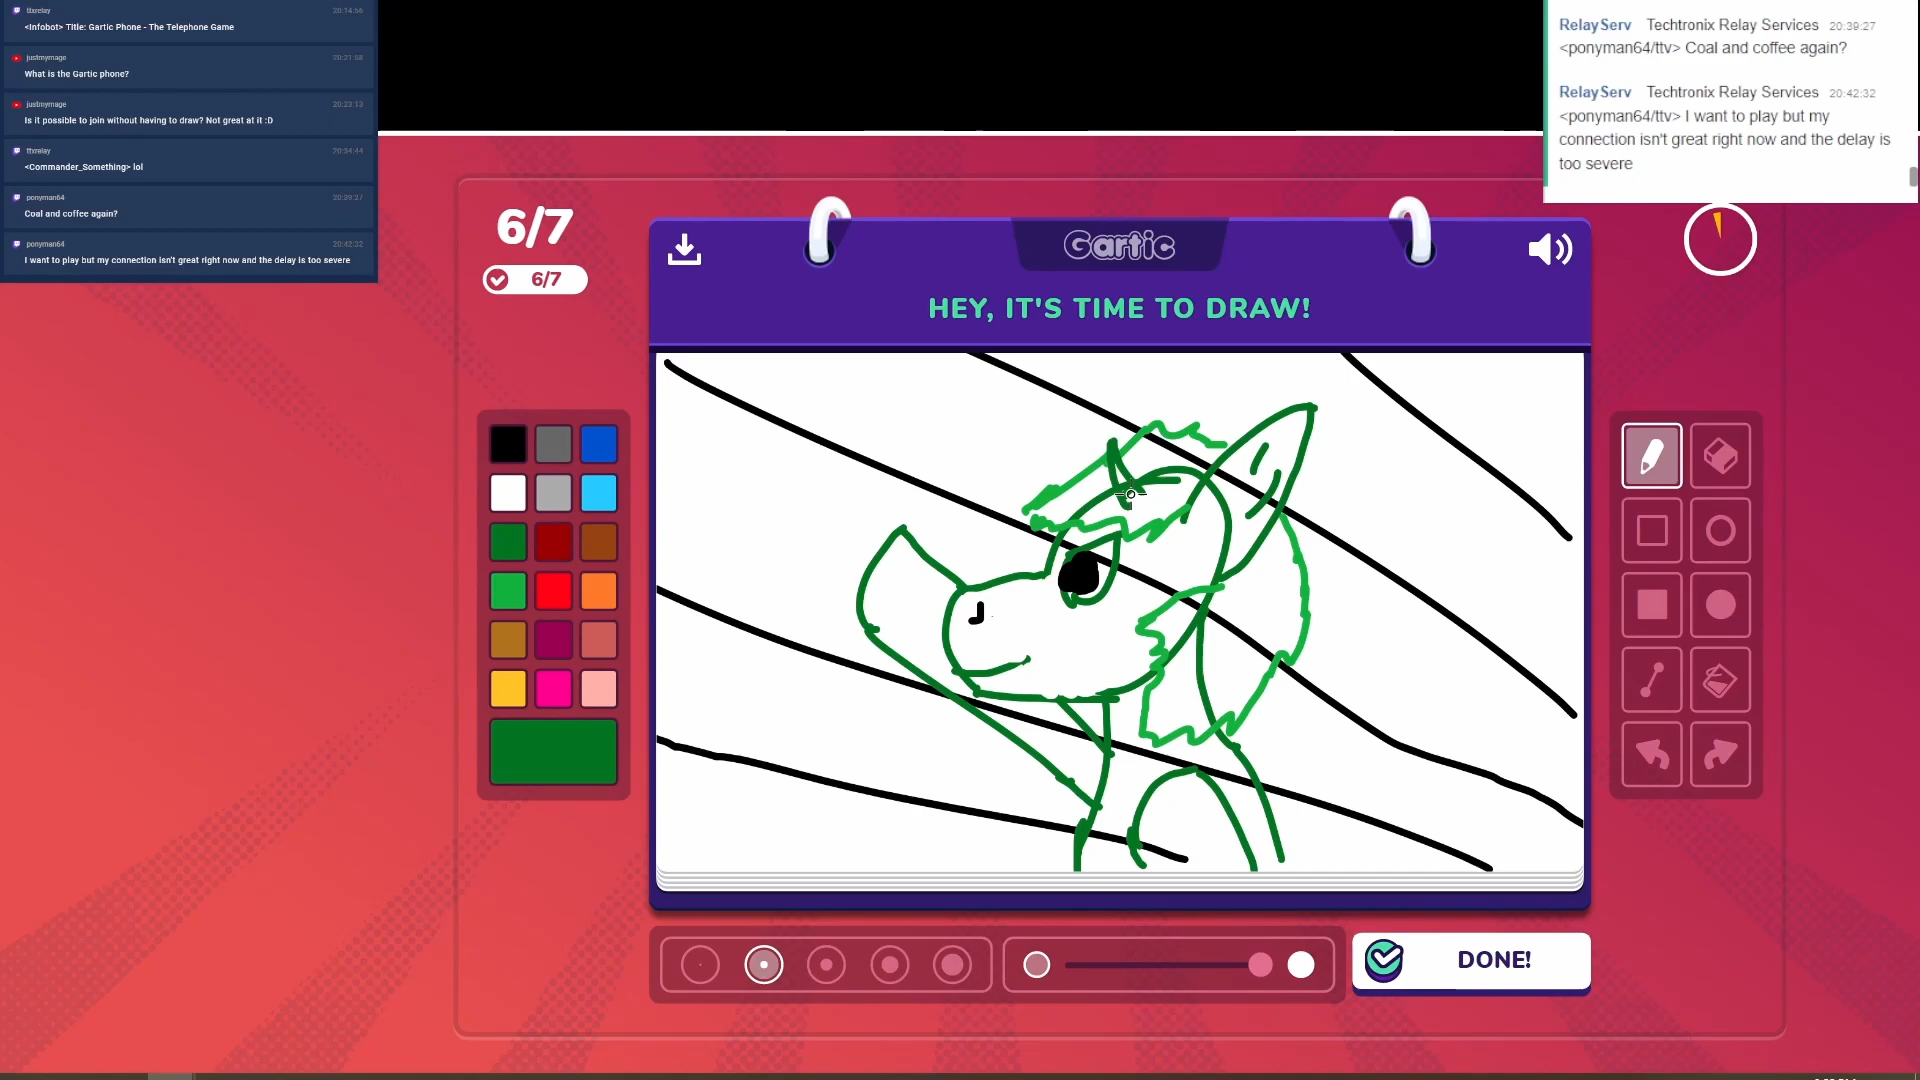 ttxrelay 20:14:56
<Infobot> Title: Gartic Phone - The Telephone Game
justmymage 20:21:58
What is the Gartic phone?
justmymage 20:23:13
Is it possible to join without having to draw? Not great at it :D
ttxrelay 20:34:44
<Commander_Something> lol
ponyman64 20:39:27
Coal and coffee again?
ponyman64 20:42:32
I want to play but my connection isn't great right now and the delay is too severe
RelayServ Techtronix Relay Services 20:39:27
<ponyman64/ttv> Coal and coffee again?
RelayServ Techtronix Relay Services 20:42:32
<ponyman64/ttv> I want to play but my
connection isn't great right now and the delay is
too severe
6/7
6/7
Gartic
HEY, IT'S TIME TO DRAW!
DONE!